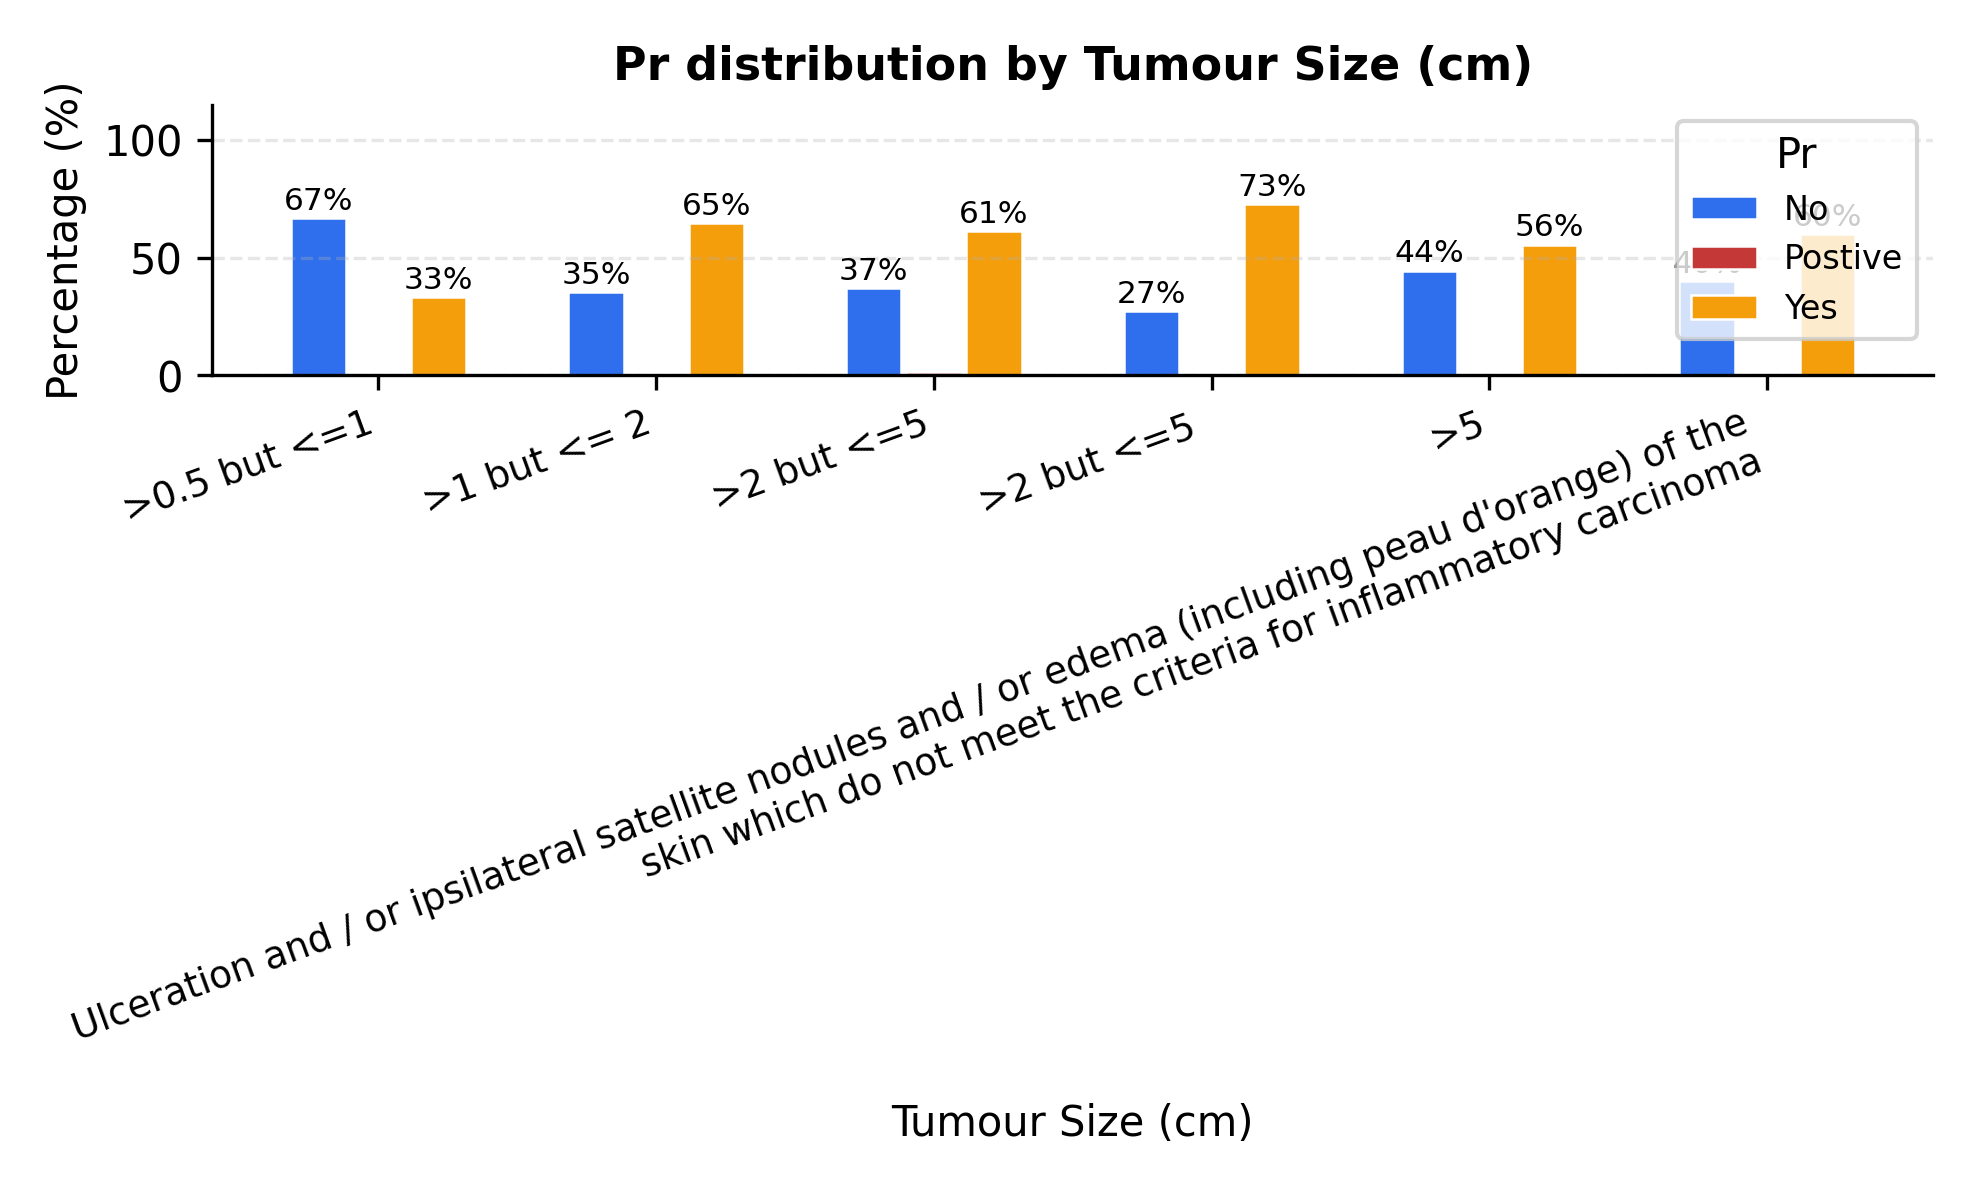 Pr distribution by Tumour Size (cm)
Percentage (%)
100
50
0
67%
33%
35%
65%
37%
61%
27%
73%
44%
56%
60%
Pr
No
Postive
Yes
>0.5 but <=1
>1 but <= 2
>2 but <=5
>2 but <=5
>5
Ulceration and / or ipsilateral satellite nodules and / or edema (including peau d'orange) of the
skin which do not meet the criteria for inflammatory carcinoma
Tumour Size (cm)